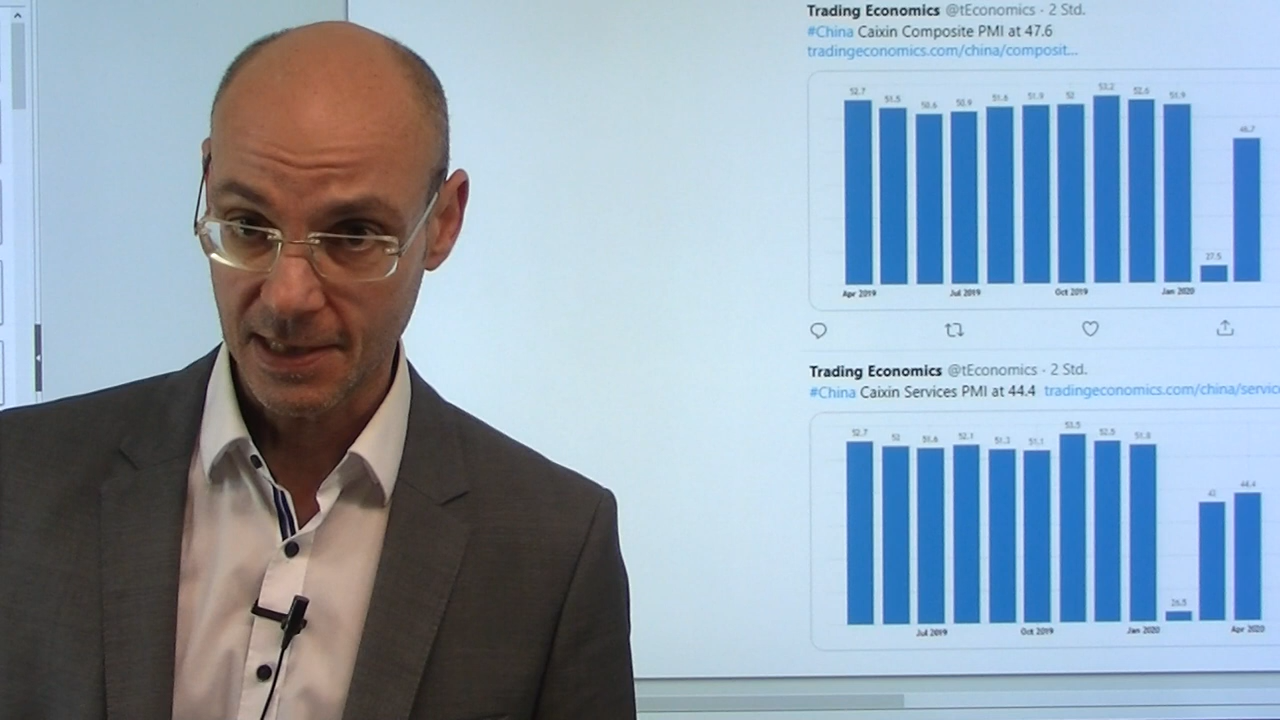 Trading Economics @tEconomics · 2 Std.
#China Caixin Composite PMI at 47.6
tradingeconomics.com/china/composit...
52.7 51.5 50.6 50.9 51.6 51.9 52 53.2 52.6 51.9 27.5 46.7
Apr 2019 Jul 2019 Oct 2019 Jan 2020
Trading Economics @tEconomics · 2 Std.
#China Caixin Services PMI at 44.4 tradingeconomics.com/china/servic
52.7 52 51.6 52.1 51.3 51.1 53.5 52.5 51.8 26.5 43 44.4
Jul 2019 Oct 2019 Jan 2020 Apr 2020